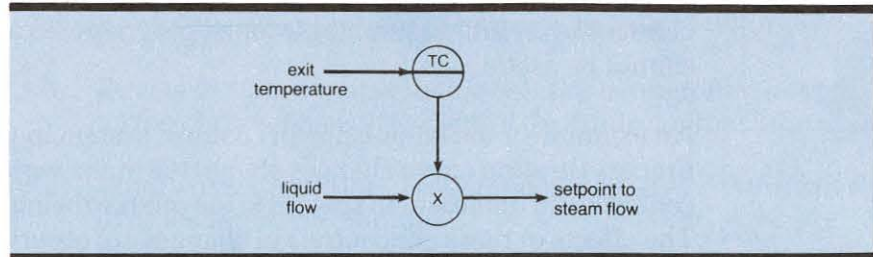 TC
exit
temperature
liquid
flow
X
setpoint to
steam flow